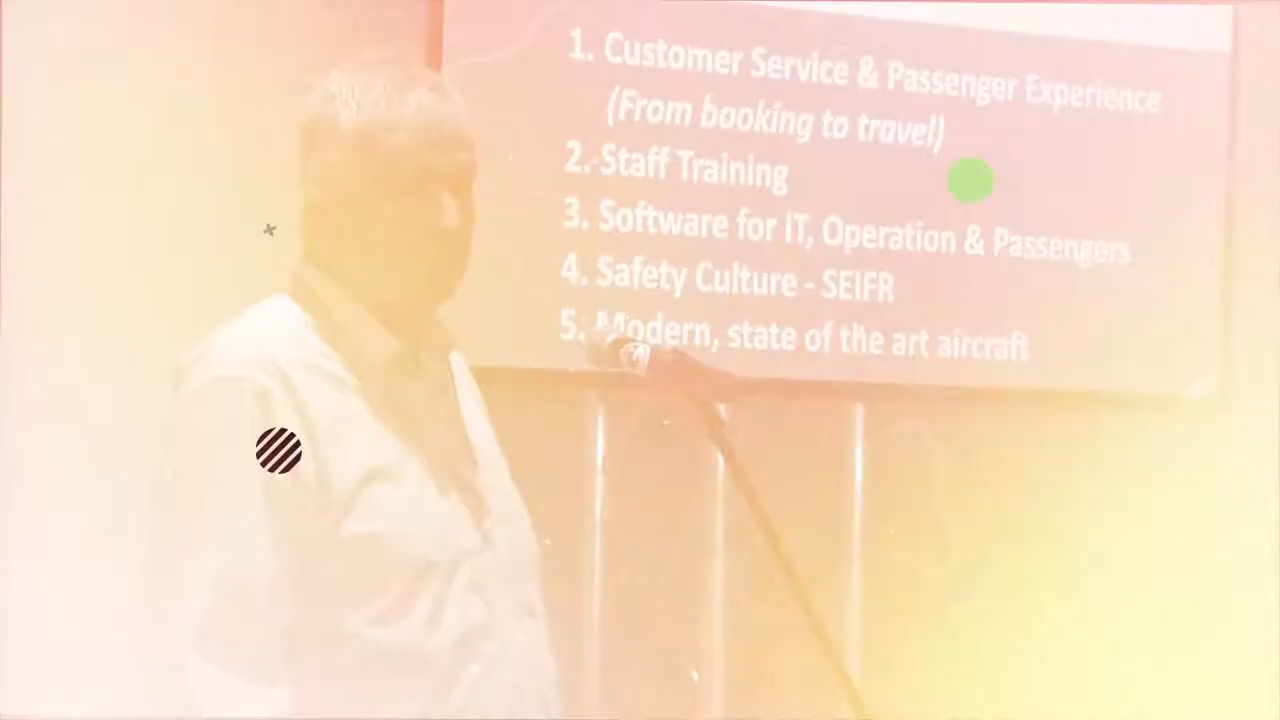 1. Customer Service & Passenger Experience
(From booking to travel)
2. Staff Training
3. Software for IT, Operation & Passengers
4. Safety Culture - SEIFR
5. Modern, state of the art aircraft